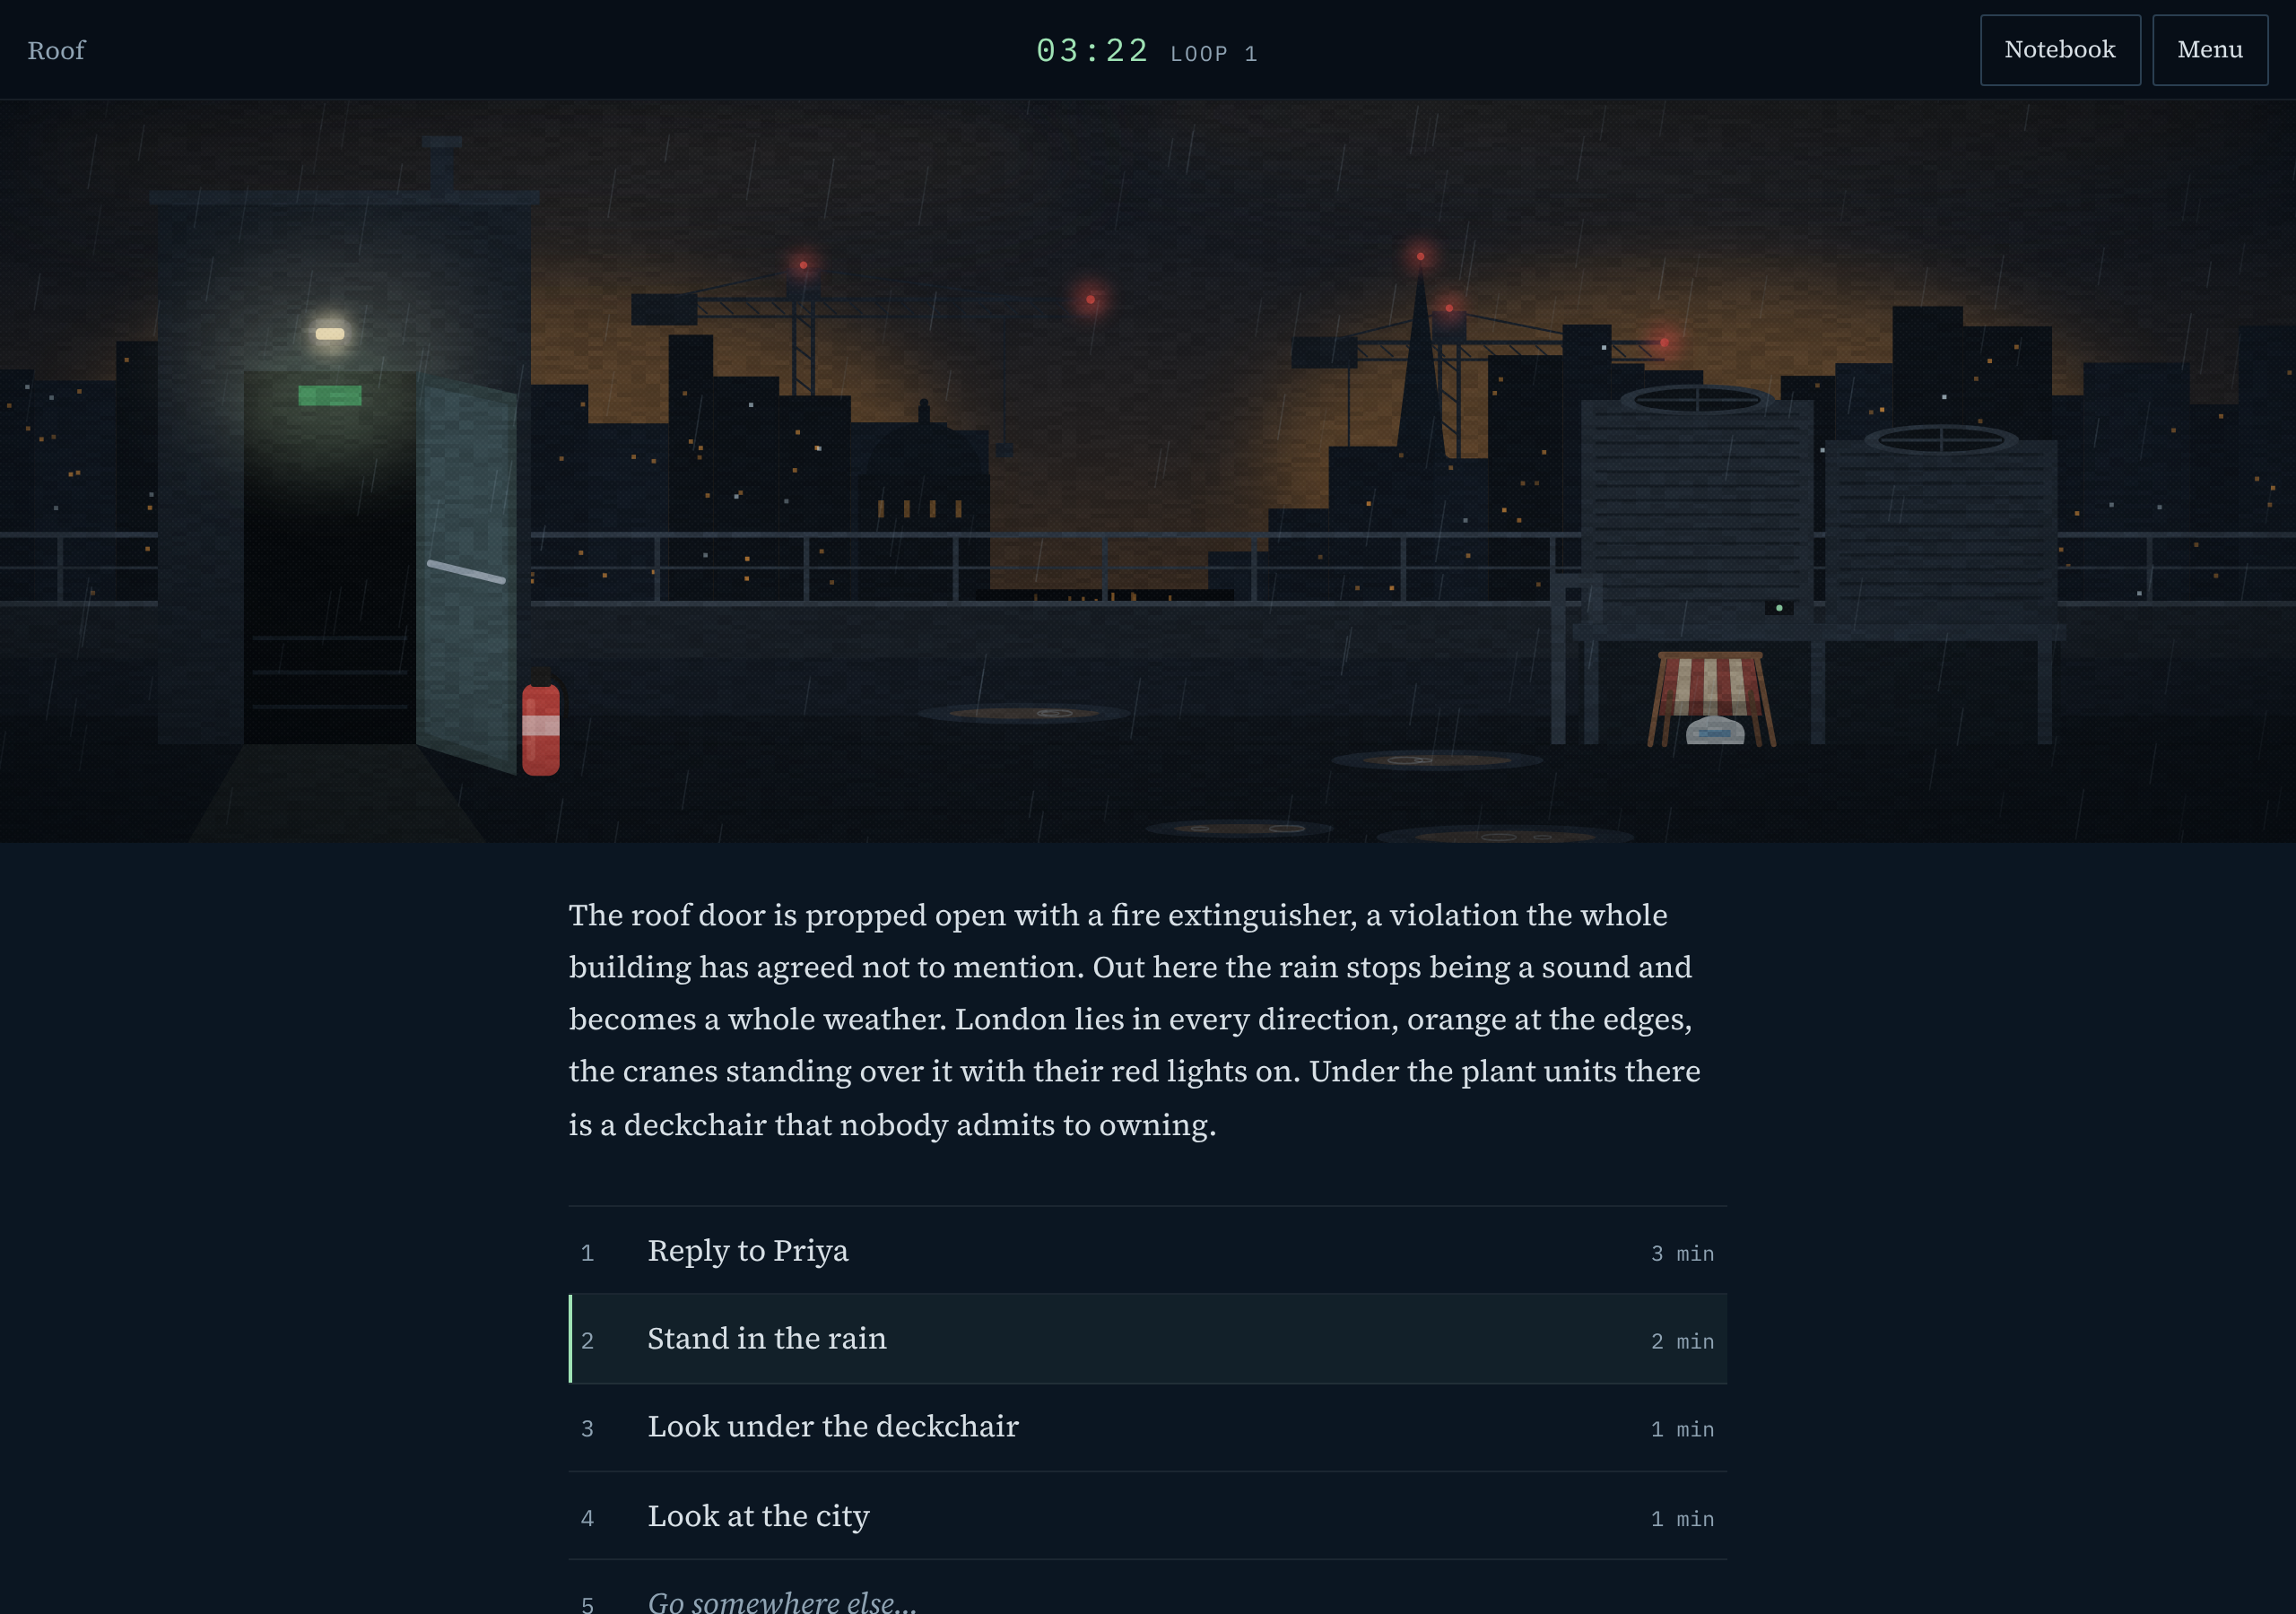 Roof
03:22 LOOP 1
Notebook
Menu
The roof door is propped open with a fire extinguisher, a violation the whole
building has agreed not to mention. Out here the rain stops being a sound and
becomes a whole weather. London lies in every direction, orange at the edges,
the cranes standing over it with their red lights on. Under the plant units there
is a deckchair that nobody admits to owning.
1 Reply to Priya 3 min
2 Stand in the rain 2 min
3 Look under the deckchair 1 min
4 Look at the city 1 min
5 Go somewhere else...